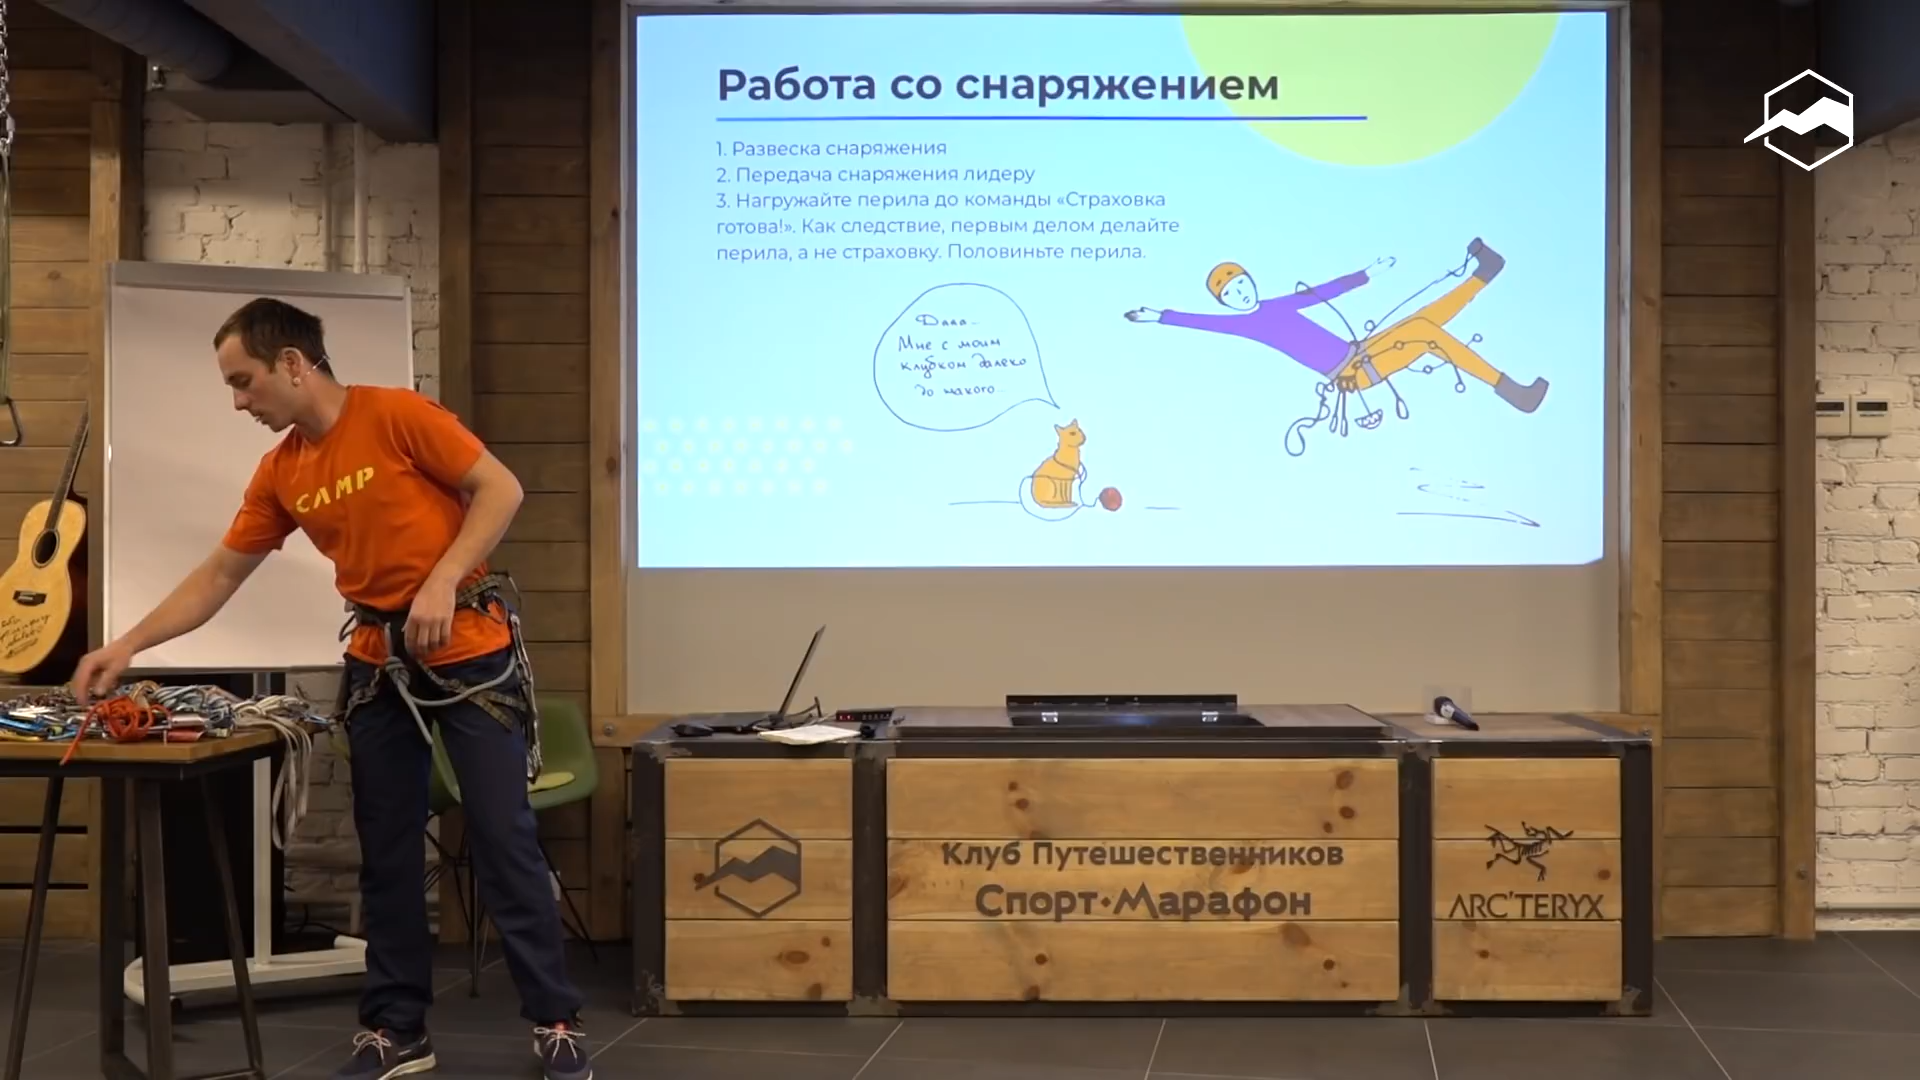 Работа со снаряжением
1. Развеска снаряжения
2. Передача снаряжения лидеру
3. Нагружайте перила до команды «Страховка
готова!». Как следствие, первым делом делайте
перила, а не страховку. Половиньте перила.
Дааа..
Мне с моим
клубком далеко
до такого...
CAMP
Клуб Путешественников
Спорт·Марафон
ARC'TERYX